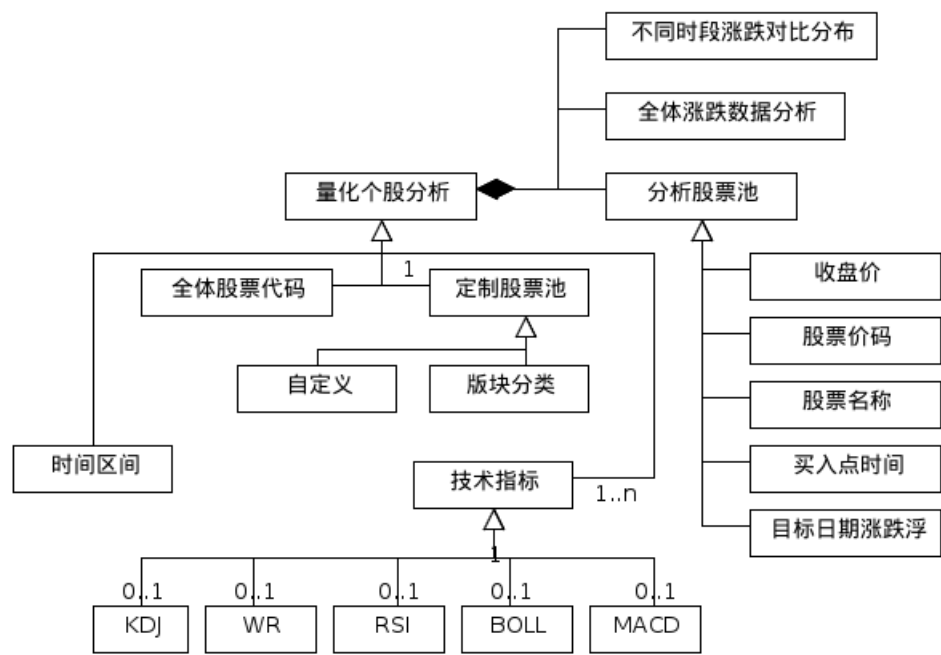 不同时段涨跌对比分布
全体涨跌数据分析
量化个股分析
分析股票池
1
全体股票代码
定制股票池
收盘价
股票价码
自定义
版块分类
股票名称
时间区间
技术指标
1..n
买入点时间
目标日期涨跌浮
1
0..1
0..1
0..1
0..1
0..1
KDJ
WR
RSI
BOLL
MACD